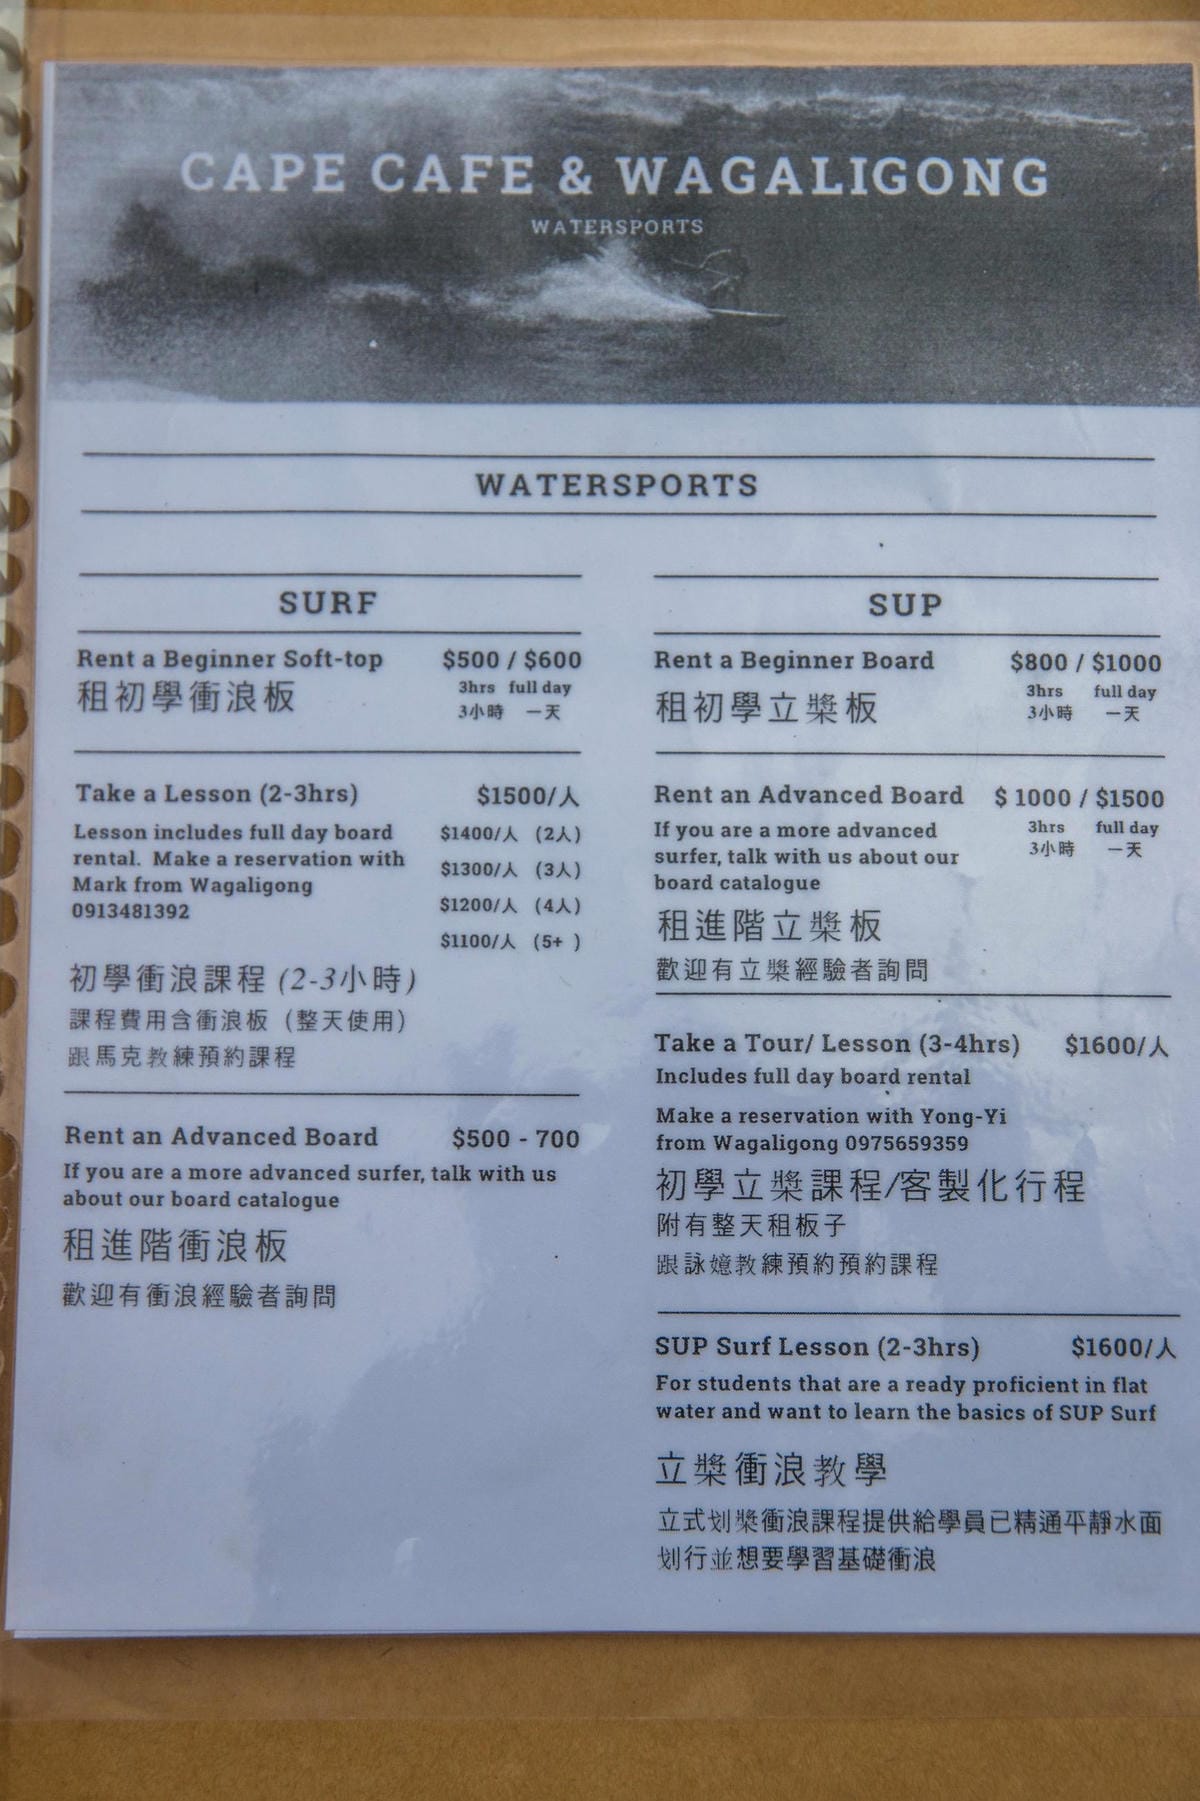 CAPE CAFE & WAGALIGONG
WATERSPORTS
WATERSPORTS
SURF
Rent a Beginner Soft-top $500 / $600
租初學衝浪板 3hrs full day
3小時 一天
Take a Lesson (2-3hrs) $1500/人
Lesson includes full day board $1400/人 (2人)
rental. Make a reservation with $1300/人 (3人)
Mark from Wagaligong
0913481392 $1200/人 (4人)
$1100/人 (5+ )
初學衝浪課程 (2-3小時)
課程費用含衝浪板 (整天使用)
跟馬克教練預約課程
Rent an Advanced Board $500 - 700
If you are a more advanced surfer, talk with us
about our board catalogue
租進階衝浪板
歡迎有衝浪經驗者詢問
SUP
Rent a Beginner Board $800 / $1000
3hrs full day
租初學立槳板 3小時 一天
Rent an Advanced Board $ 1000 / $1500
If you are a more advanced 3hrs full day
surfer, talk with us about our 3小時 一天
board catalogue
租進階立槳板
歡迎有立槳經驗者詢問
Take a Tour/ Lesson (3-4hrs) $1600/人
Includes full day board rental
Make a reservation with Yong-Yi
from Wagaligong 0975659359
初學立槳課程/客製化行程
附有整天租板子
跟詠嬑教練預約預約課程
SUP Surf Lesson (2-3hrs) $1600/人
For students that are a ready proficient in flat
water and want to learn the basics of SUP Surf
立槳衝浪教學
立式划槳衝浪課程提供給學員已精通平靜水面
划行並想要學習基礎衝浪